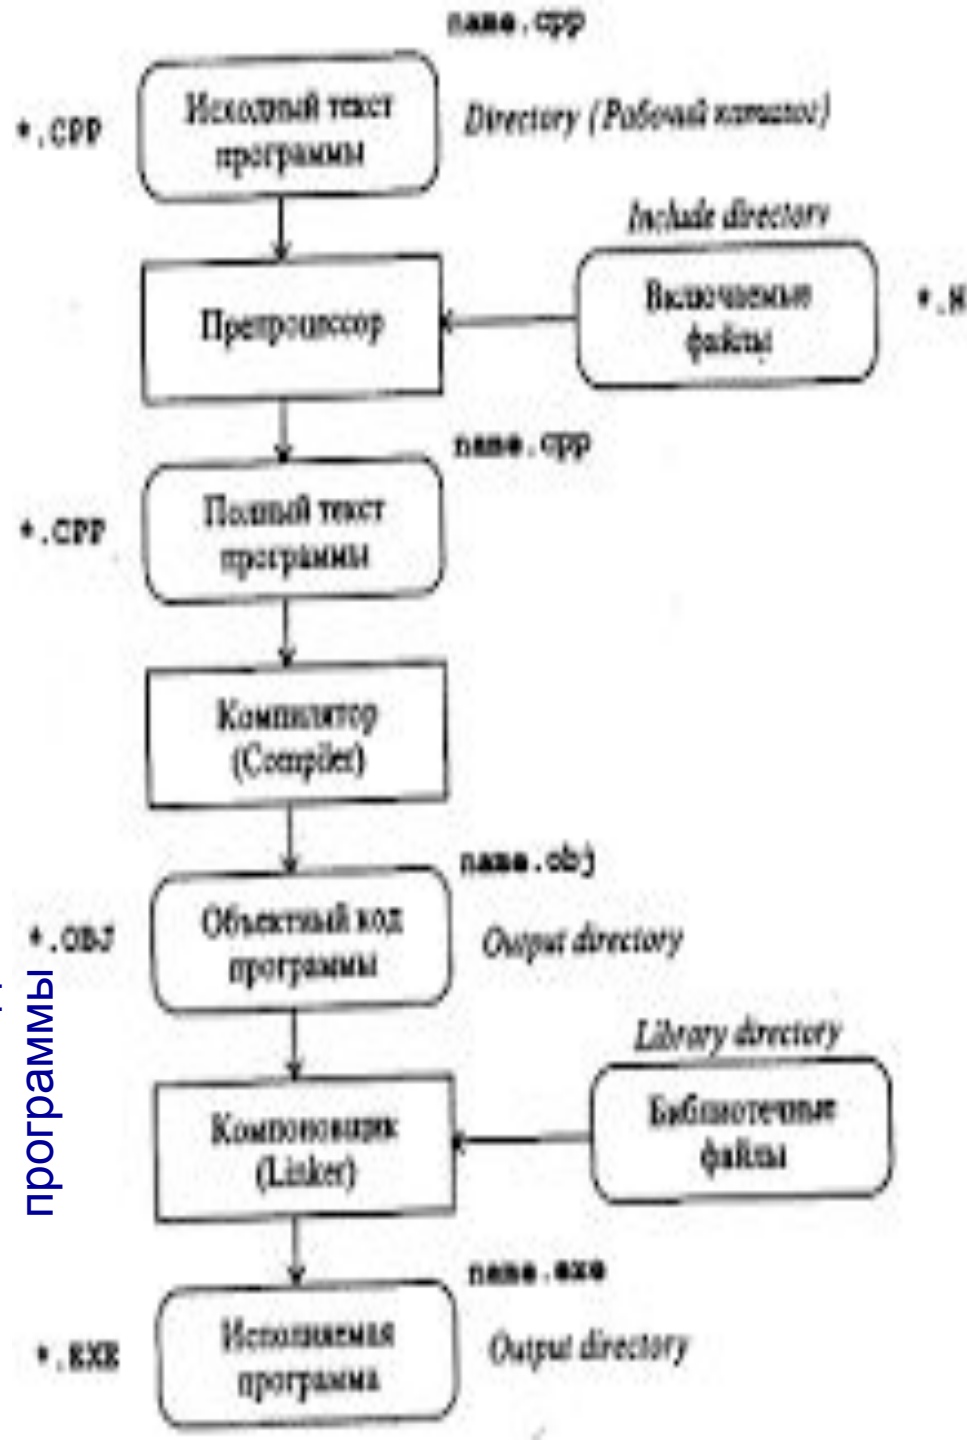 name.cpp
*.CPP
Исходный текст
программы
Directory (Рабочий каталог)
Include directory
Препроцессор
Включаемые
файлы
*.H
name.cpp
*.CPP
Полный текст
программы
Компилятор
(Compiler)
name.obj
*.OBJ
Объектный код
программы
Output directory
программы
Library directory
Компоновщик
(Linker)
Библиотечные
файлы
name.exe
*.EXE
Исполняемая
программа
Output directory